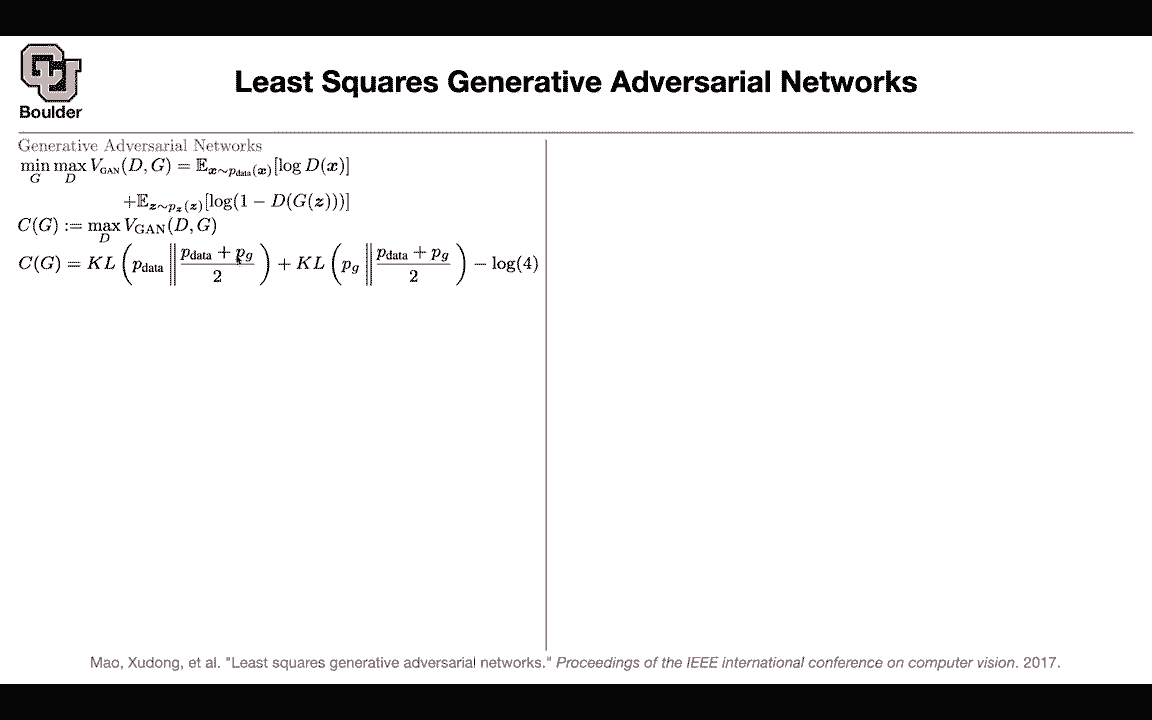 CU
Boulder
Least Squares Generative Adversarial Networks
Generative Adversarial Networks
$\min_G \max_D V_{\text{GAN}}(D, G) = \mathbb{E}_{\boldsymbol{x} \sim p_{\text{data}}(\boldsymbol{x})}[\log D(\boldsymbol{x})]$
$+ \mathbb{E}_{\boldsymbol{z} \sim p_{\boldsymbol{z}}(\boldsymbol{z})}[\log(1 - D(G(\boldsymbol{z})))]$
$C(G) := \max_D V_{\text{GAN}}(D, G)$
$C(G) = KL\left(p_{\text{data}} \middle\| \frac{p_{\text{data}} + p_g}{2}\right) + KL\left(p_g \middle\| \frac{p_{\text{data}} + p_g}{2}\right) - \log(4)$
Mao, Xudong, et al. "Least squares generative adversarial networks." Proceedings of the IEEE international conference on computer vision. 2017.